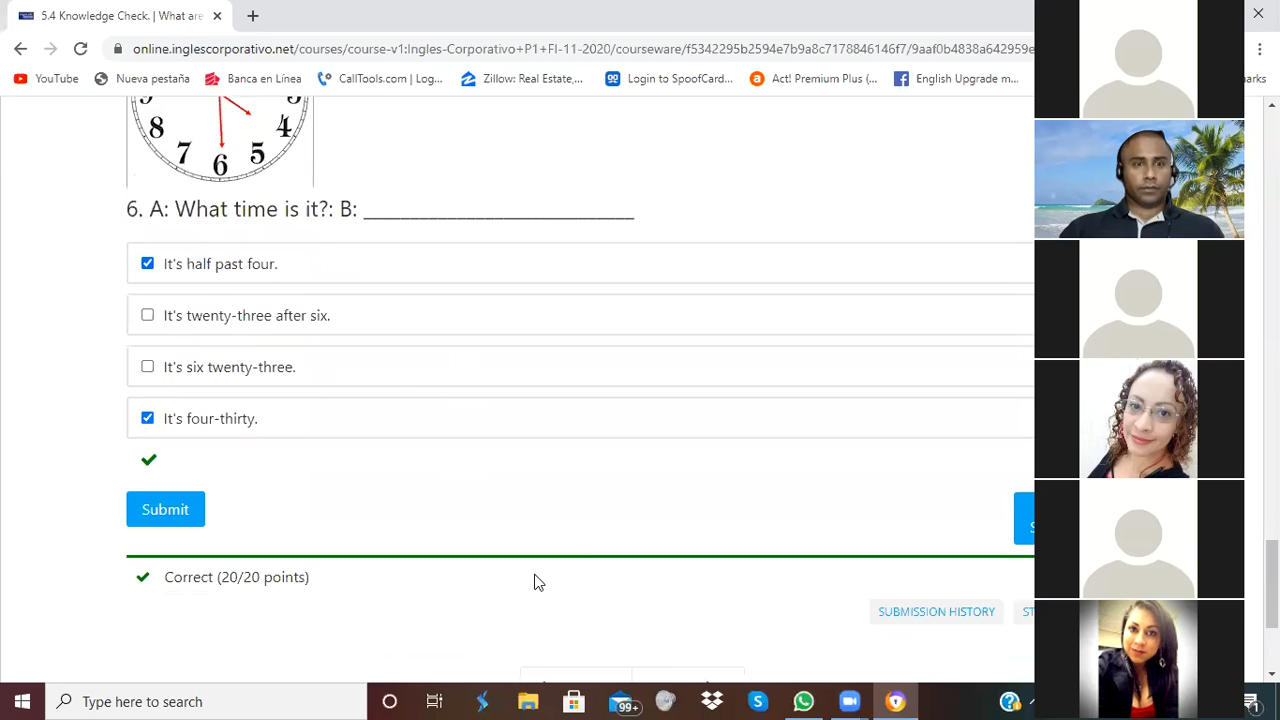 5.4 Knowledge Check. | What are
online.inglescorporativo.net/courses/course-v1:Ingles-Corporativo+P1+FI-11-2020/courseware/f5342295b2594e7b9a8c7178846146f7/9aaf0b4838a642959e
YouTube Nueva pestaña Banca en Línea CallTools.com | Log... Zillow: Real Estate,... Login to SpoofCard... Act! Premium Plus (... English Upgrade m...
8 4
7 6 5
6. A: What time is it?: B: ___________________________
It's half past four.
It's twenty-three after six.
It's six twenty-three.
It's four-thirty.
Submit
Correct (20/20 points)
SUBMISSION HISTORY
Type here to search
99+
1